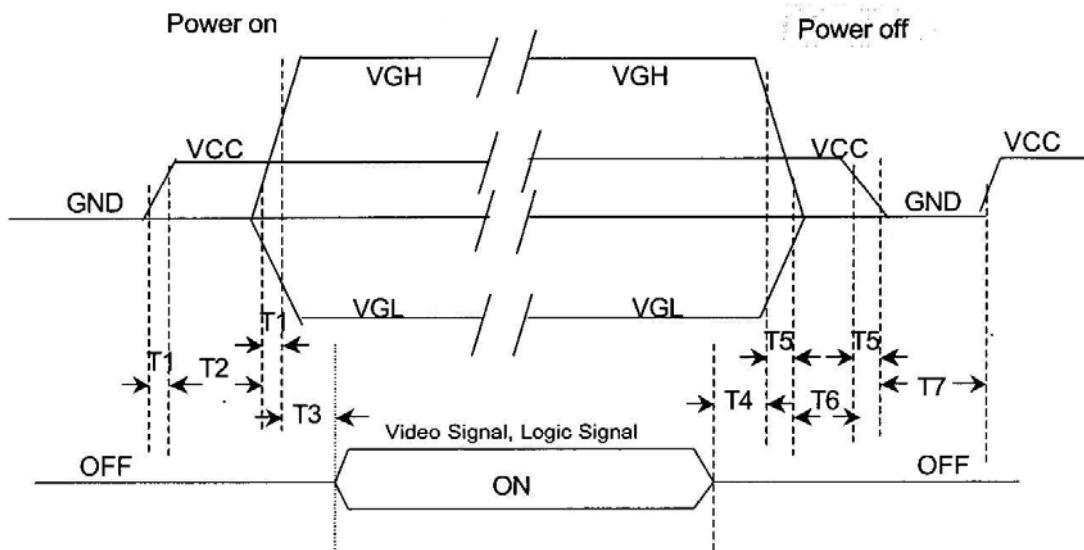 Power on
Power off
VGH
VGH
VCC
VCC
VCC
GND
GND
VGL
VGL
T1
T5
T5
T1
T2
T7
T3
T4
T6
Video Signal, Logic Signal
OFF
ON
OFF